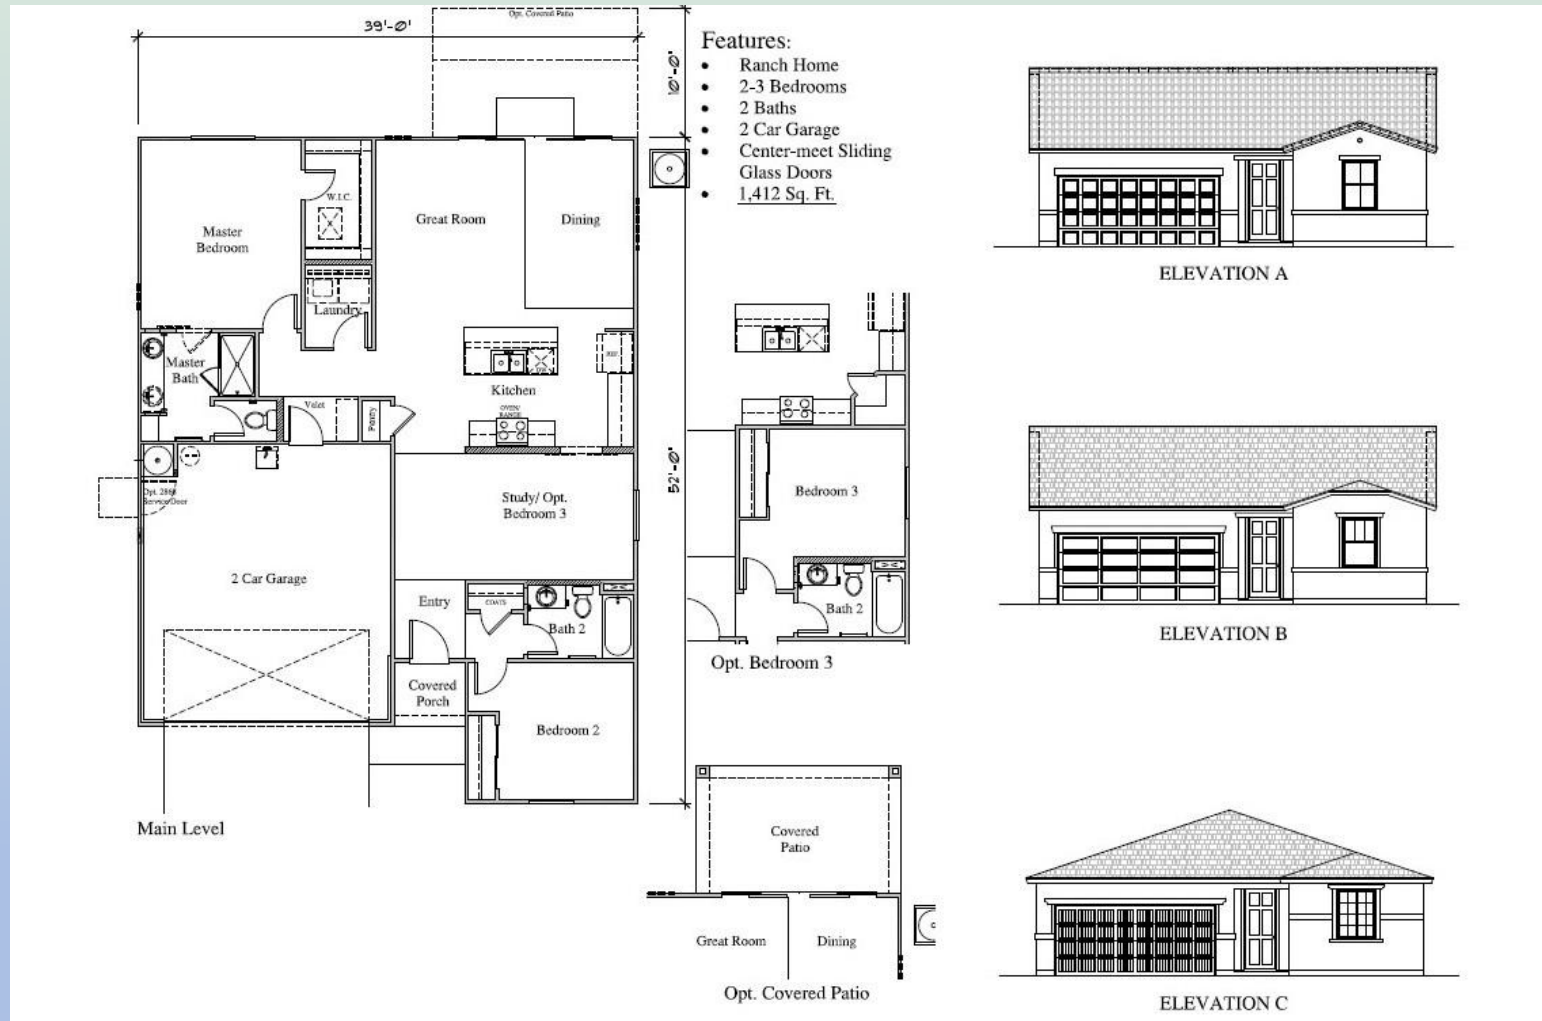 Opt. Covered Patio
39'-0'
10'-0'
Features:
• Ranch Home
• 2-3 Bedrooms
• 2 Baths
• 2 Car Garage
• Center-meet Sliding
Glass Doors
• 1,412 Sq. Ft.
W.I.C.
Master
Bedroom
Great Room
Dining
Laundry
Master
Bath
REF.
DW
Kitchen
Valet
Pantry
OVEN/
RANGE
52'-0'
Opt. 2868
Service Door
Study/ Opt.
Bedroom 3
2 Car Garage
Entry
COATS
Bath 2
Covered
Porch
Bedroom 2
Main Level
Bedroom 3
Bath 2
Opt. Bedroom 3
Covered
Patio
Great Room
Dining
Opt. Covered Patio
ELEVATION A
ELEVATION B
ELEVATION C